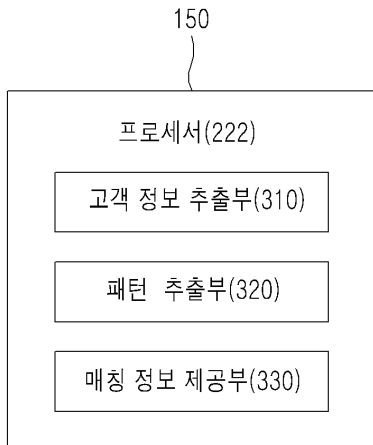 150
프로세서(222)
고객 정보 추출부(310)
패턴 추출부(320)
매칭 정보 제공부(330)